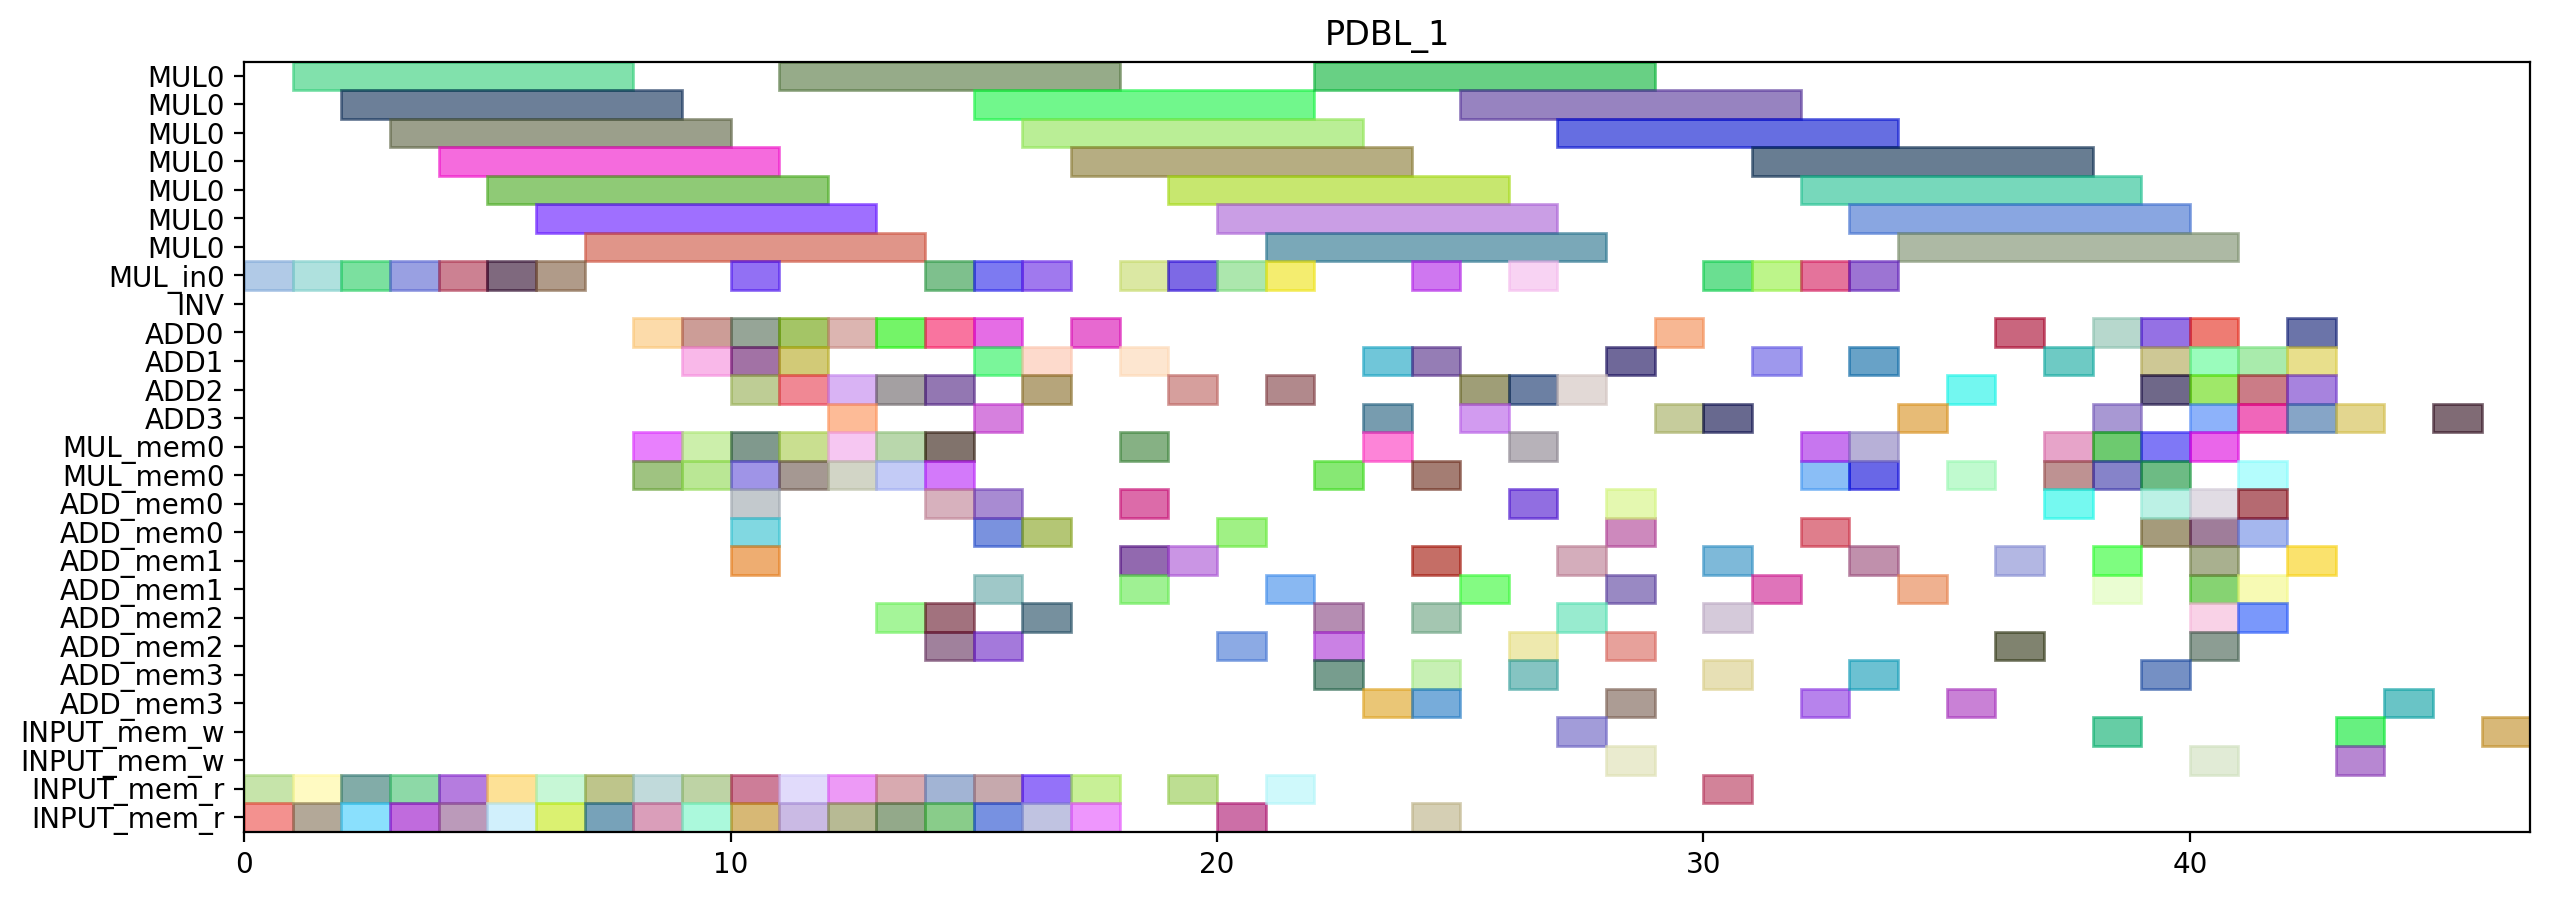 PDBL_1
MUL0
MUL0
MUL0
MUL0
MUL0
MUL0
MUL0
MUL_in0
INV
ADD0
ADD1
ADD2
ADD3
MUL_mem0
MUL_mem0
ADD_mem0
ADD_mem0
ADD_mem1
ADD_mem1
ADD_mem2
ADD_mem2
ADD_mem3
ADD_mem3
INPUT_mem_w
INPUT_mem_w
INPUT_mem_r
INPUT_mem_r
0 10 20 30 40